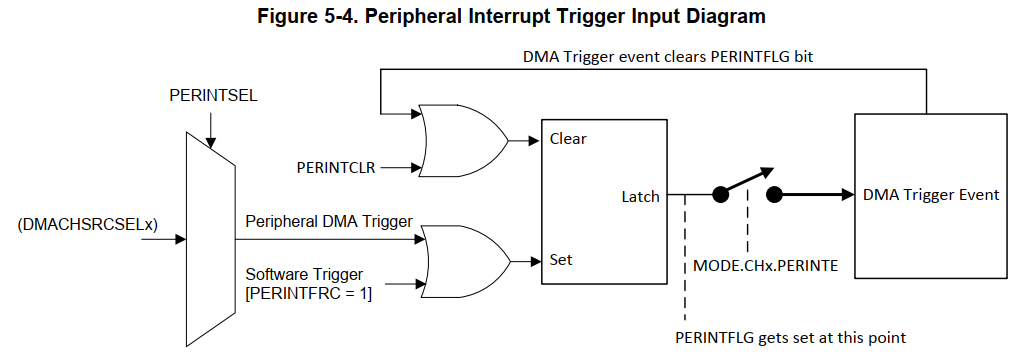 Figure 5-4. Peripheral Interrupt Trigger Input Diagram
DMA Trigger event clears PERINTFLG bit
PERINTSEL
Clear
PERINTCLR
Latch
DMA Trigger Event
(DMACHSRCSELx)
Peripheral DMA Trigger
Set
MODE.CHx.PERINTE
Software Trigger
[PERINTFRC = 1]
PERINTFLG gets set at this point